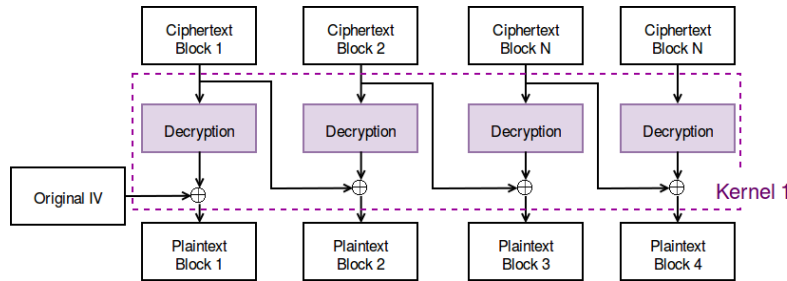 Ciphertext
Block 1
Ciphertext
Block 2
Ciphertext
Block N
Ciphertext
Block N
Decryption
Decryption
Decryption
Decryption
Original IV
Kernel 1
Plaintext
Block 1
Plaintext
Block 2
Plaintext
Block 3
Plaintext
Block 4